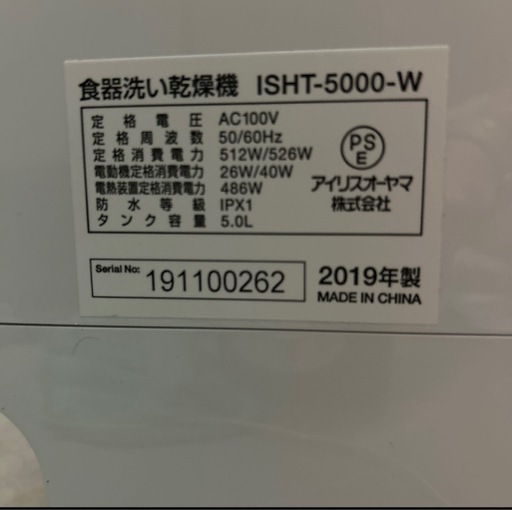 食器洗い乾燥機 ISHT-5000-W
定格電圧 AC100V
定格周波数 50/60Hz
定格消費電力 512W/526W
電動機定格消費電力 26W/40W
電熱装置定格消費電力 486W
防水等級 IPX1
タンク容量 5.0L
PS
E
アイリスオーヤマ
株式会社
Serial No: 191100262
2019年製
MADE IN CHINA